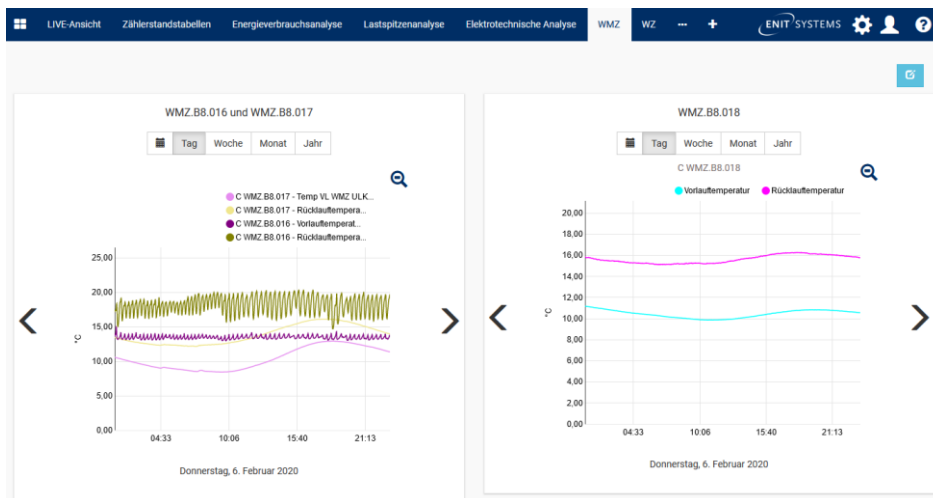 LIVE-Ansicht Zählerstandstabellen Energieverbrauchsanalyse Lastspitzenanalyse Elektrotechnische Analyse WMZ WZ ··· + ENIT SYSTEMS ?
WMZ.B8.016 und WMZ.B8.017
Tag Woche Monat Jahr
C WMZ.B8.017 - Temp VL WMZ ULK...
C WMZ.B8.017 - Rücklauftempera...
C WMZ.B8.016 - Vorlauftemperat...
C WMZ.B8.016 - Rücklauftempera...
25,00
20,00
15,00
10,00
5,00
0,00
°C
04:33 10:06 15:40 21:13
Donnerstag, 6. Februar 2020
WMZ.B8.018
Tag Woche Monat Jahr
C WMZ.B8.018
Vorlauftemperatur Rücklauftemperatur
20,00
18,00
16,00
14,00
12,00
10,00
8,00
6,00
4,00
2,00
0,00
°C
04:33 10:06 15:40 21:13
Donnerstag, 6. Februar 2020